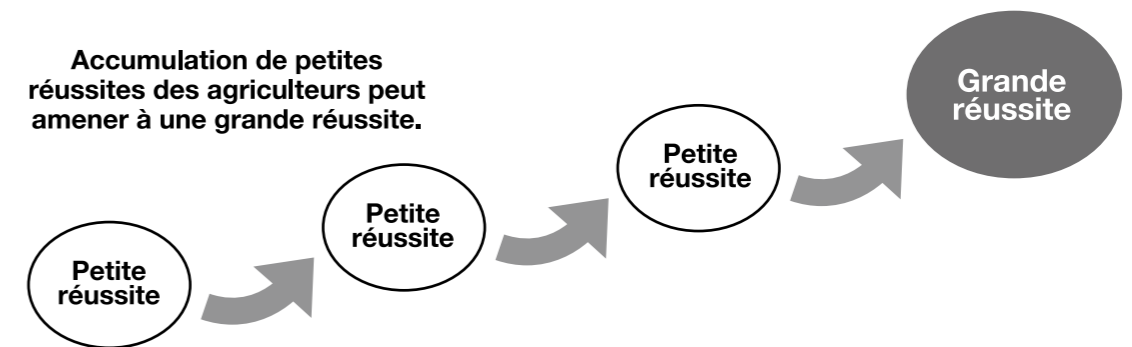 Accumulation de petites
réussites des agriculteurs peut
amener à une grande réussite.
Grande
réussite
Petite
réussite
Petite
réussite
Petite
réussite